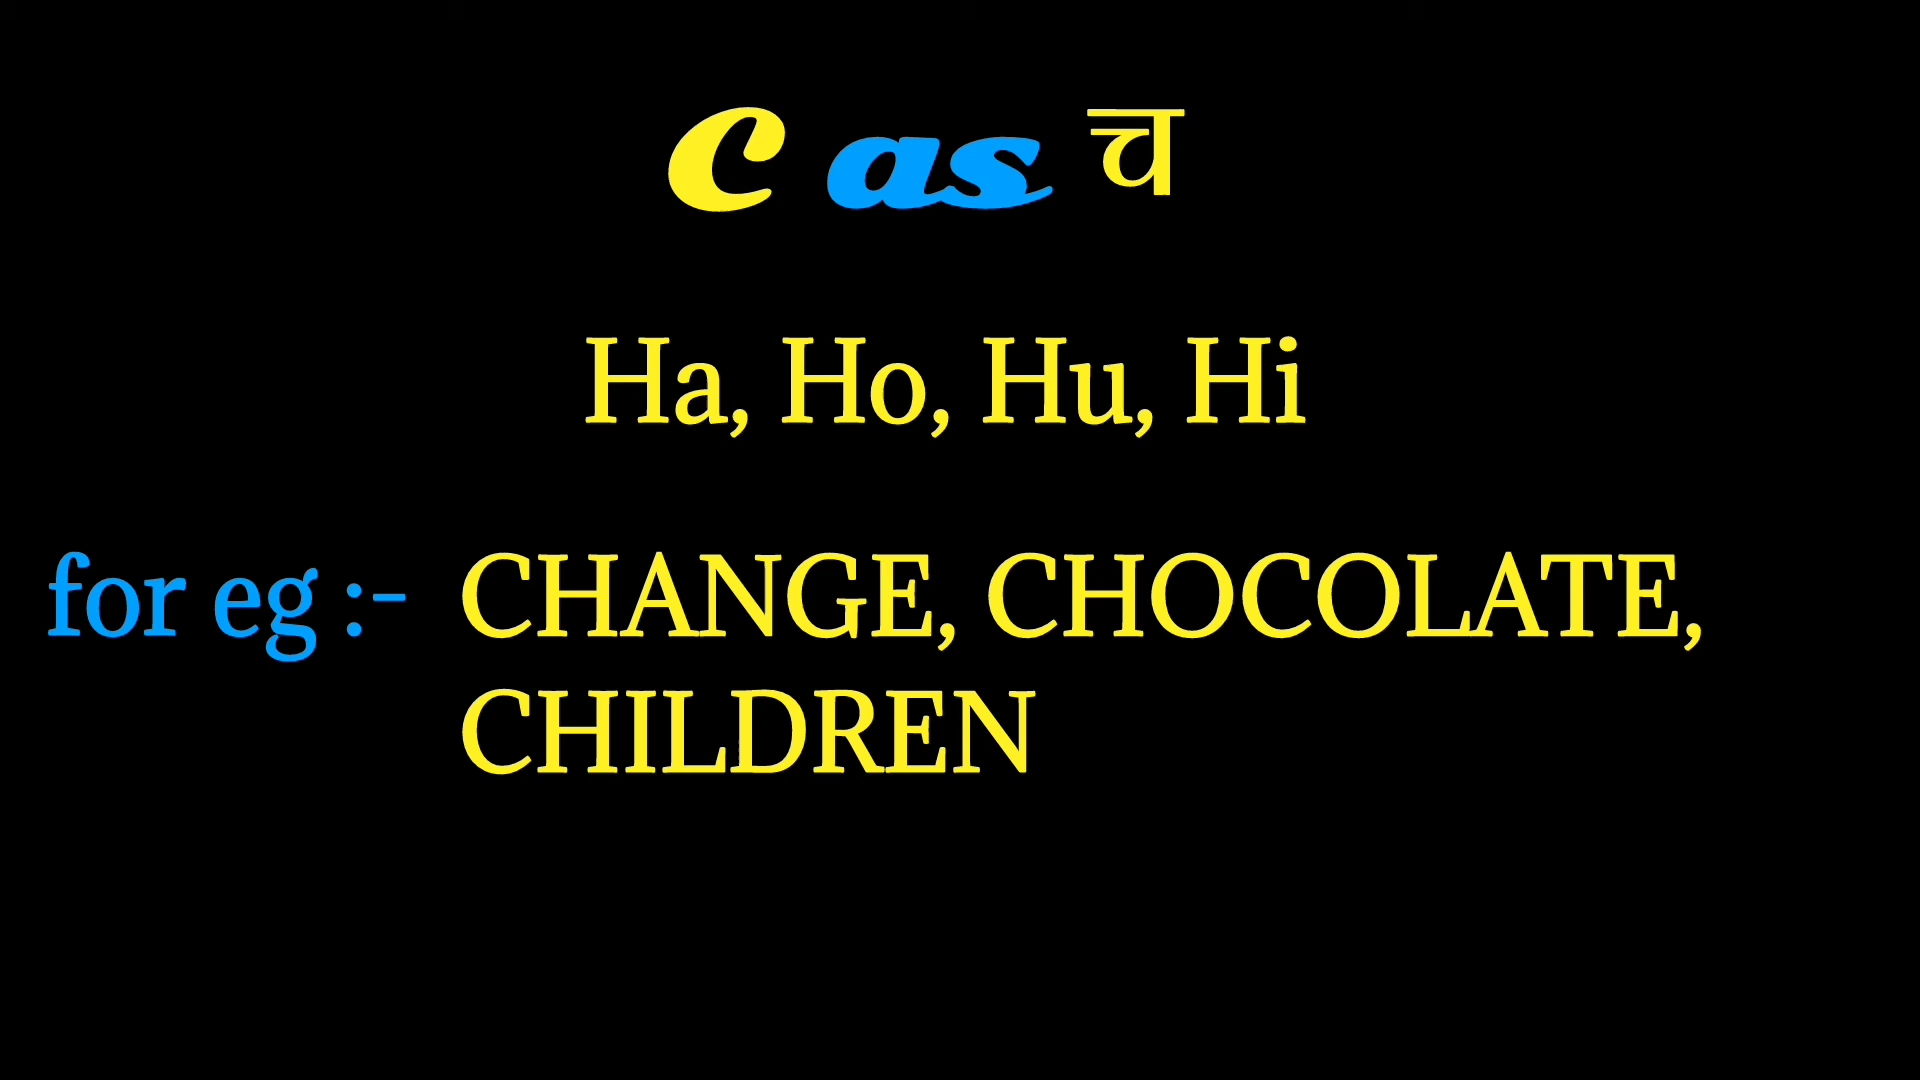 C as च
Ha, Ho, Hu, Hi
for eg :- CHANGE, CHOCOLATE,
CHILDREN